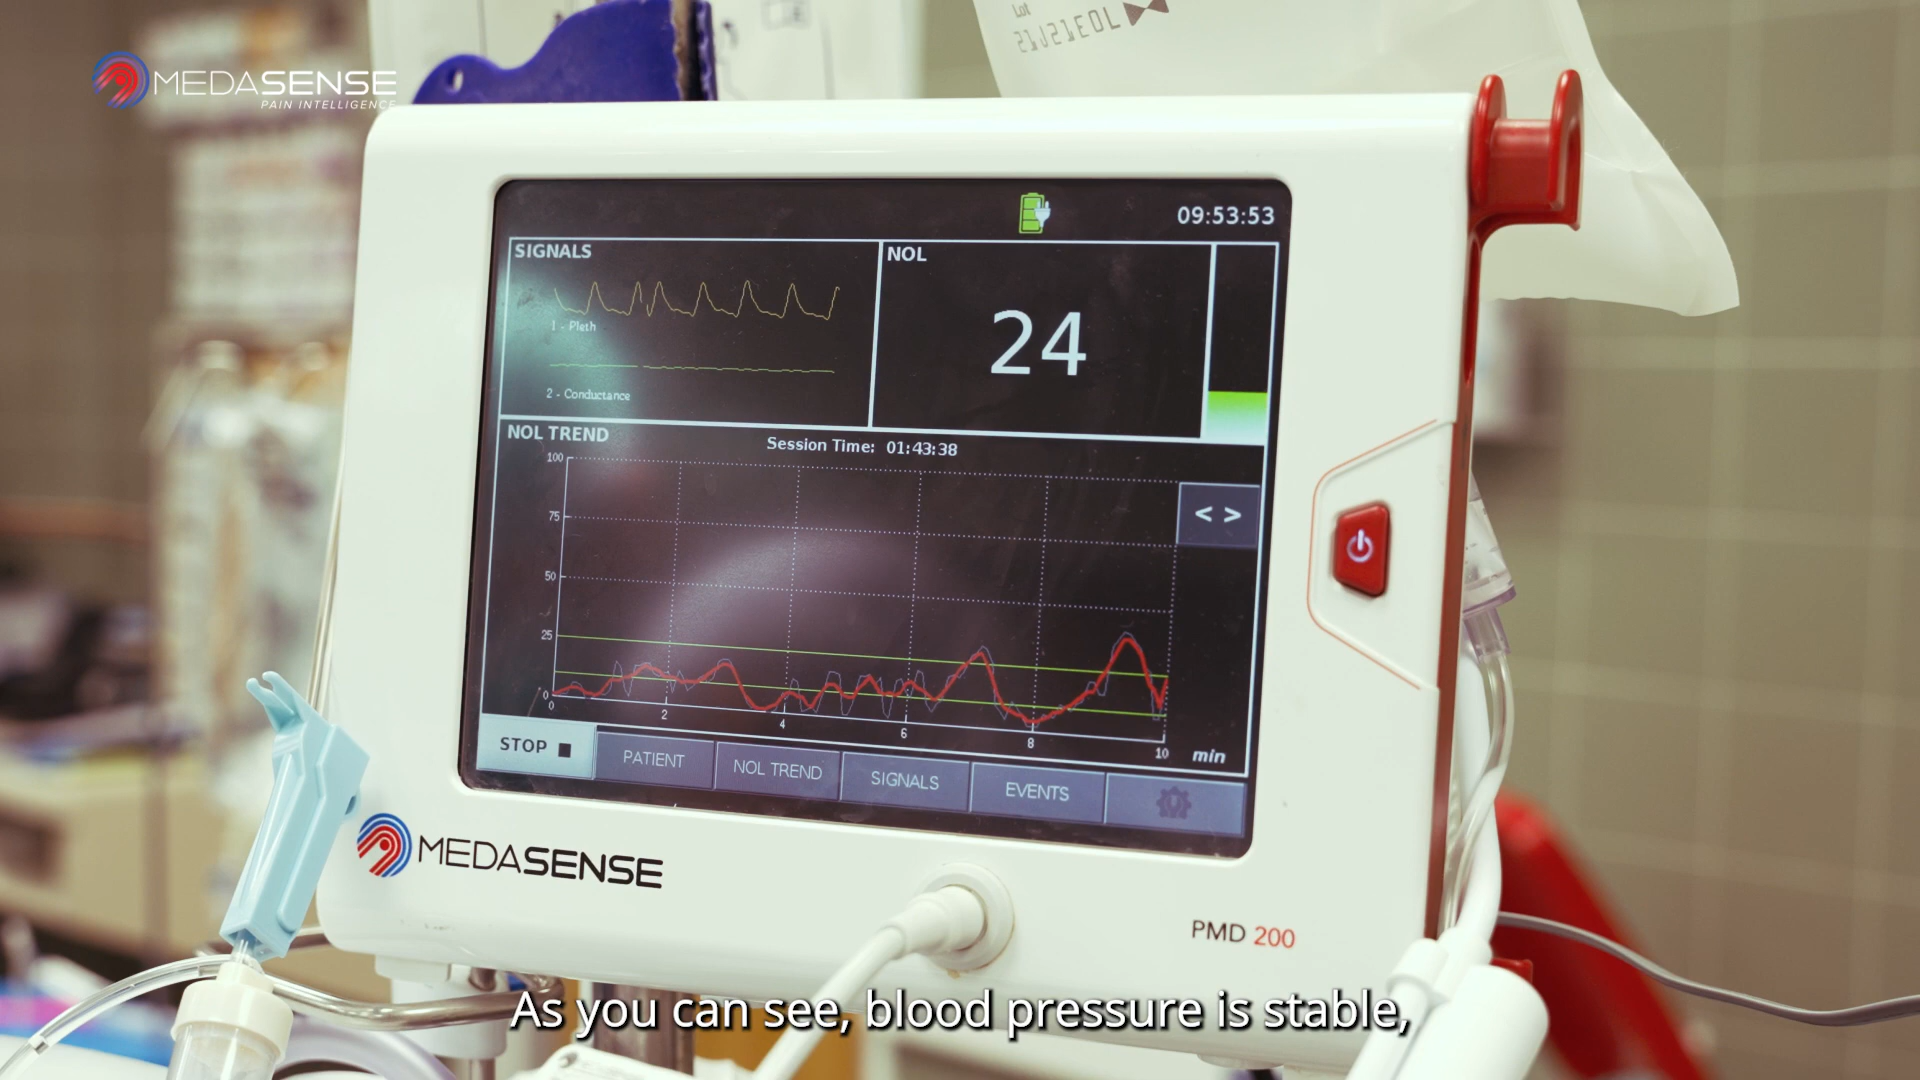 Lot
21J21E0L
MEDASENSE
PAIN INTELLIGENCE
09:53:53
SIGNALS
1 - Pleth
2 - Conductance
NOL
24
NOL TREND
Session Time: 01:43:38
100
75
50
25
0
0 2 4 6 8 10 min
< >
STOP
PATIENT
NOL TREND
SIGNALS
EVENTS
MEDASENSE
PMD 200
As you can see, blood pressure is stable,